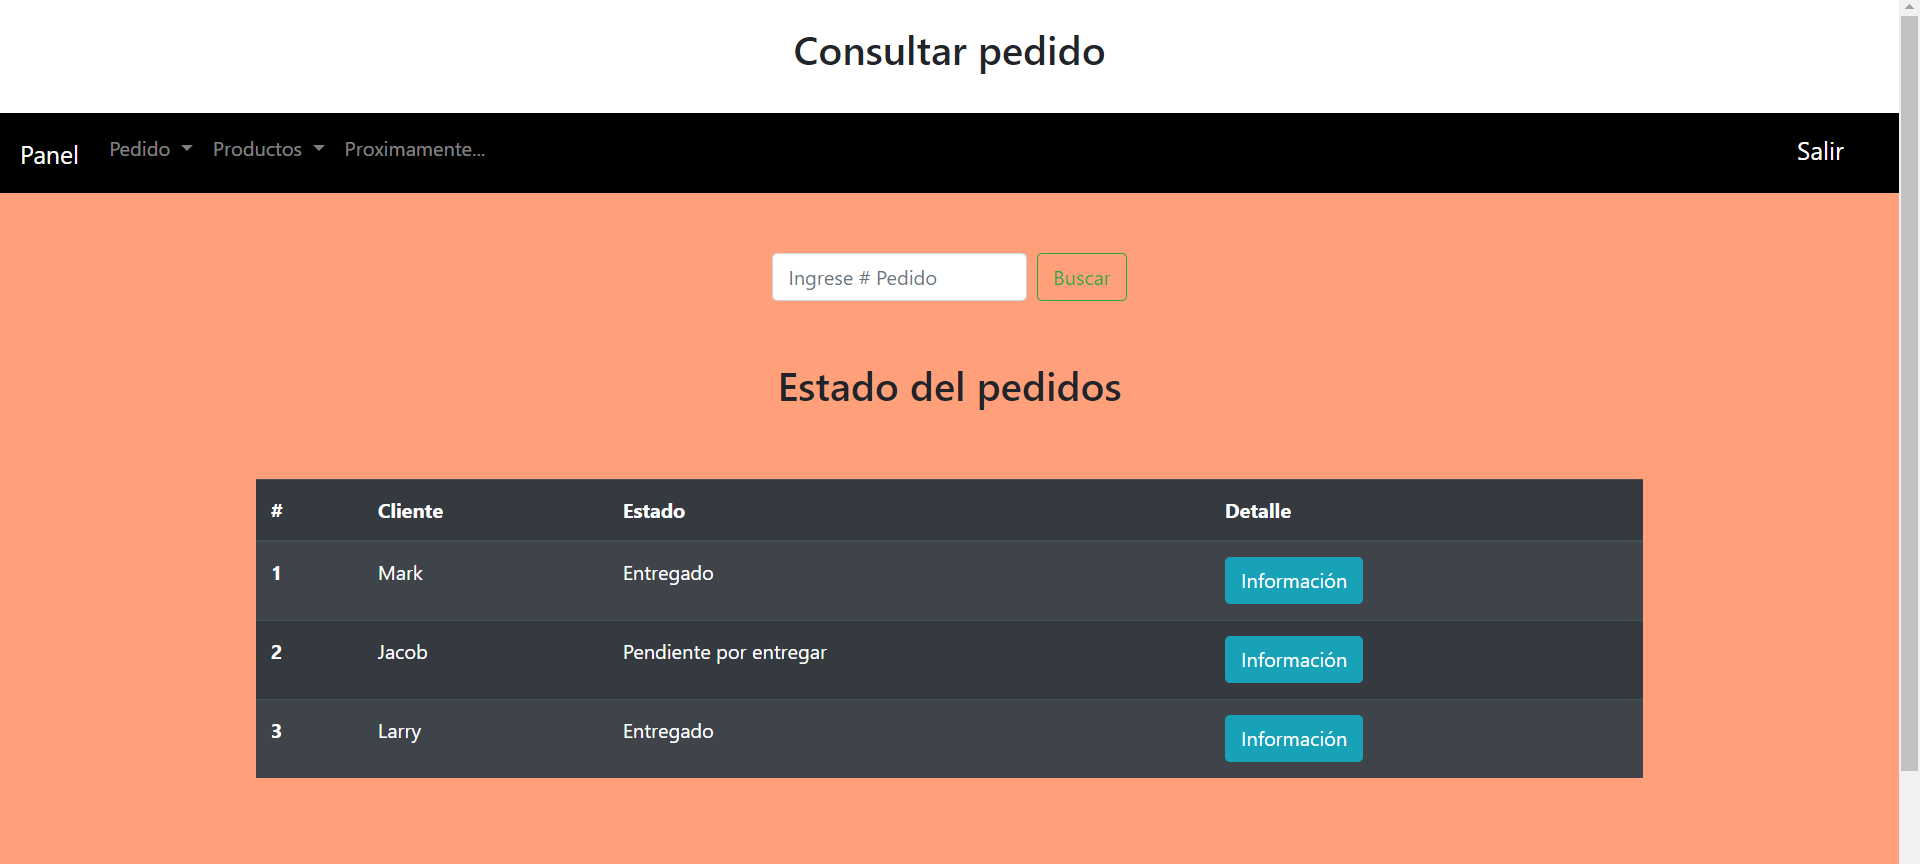 Consultar pedido
Panel Pedido Productos Proximamente... Salir
Ingrese # Pedido Buscar
Estado del pedidos
# Cliente Estado Detalle
1 Mark Entregado Información
2 Jacob Pendiente por entregar Información
3 Larry Entregado Información